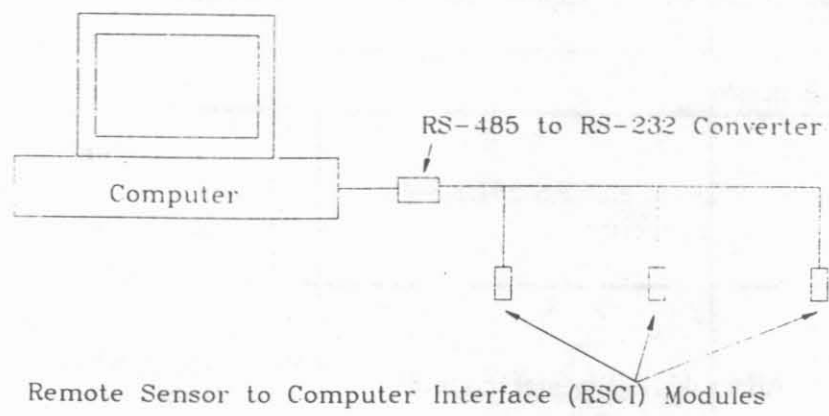 RS-485 to RS-232 Converter
Computer
Remote Sensor to Computer Interface (RSCI) Modules